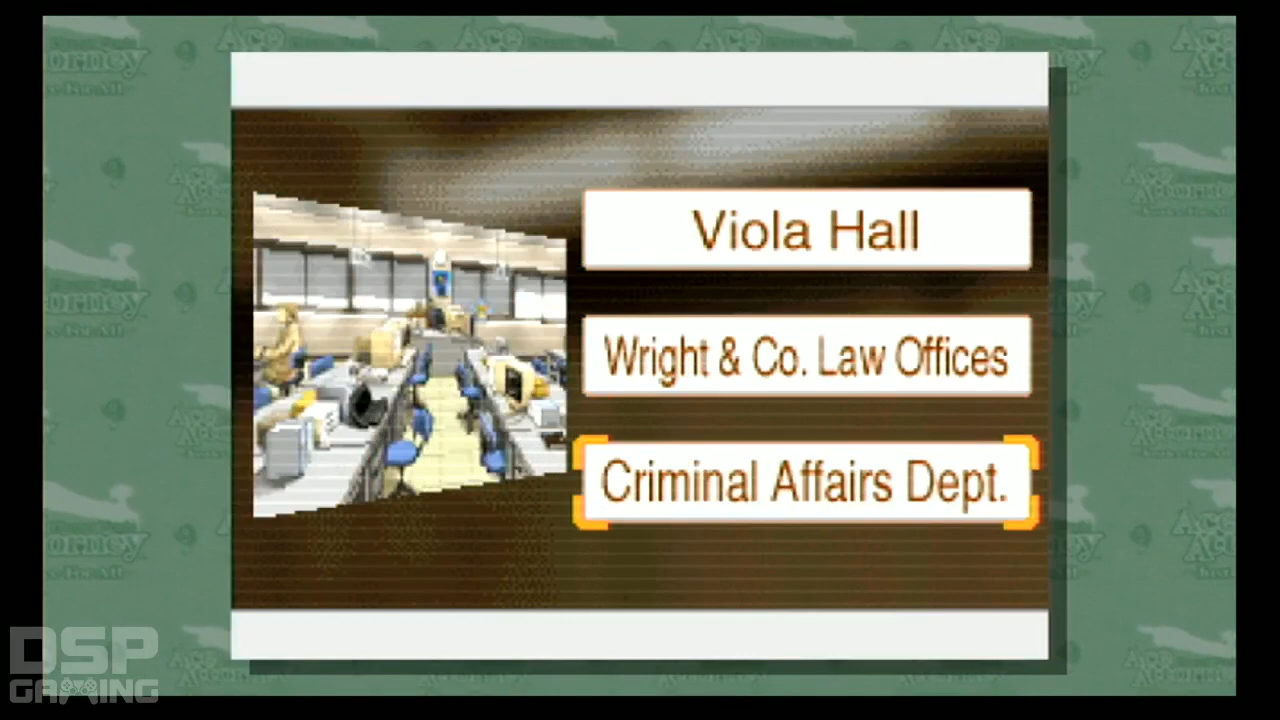 Viola Hall
Wright & Co. Law Offices
Criminal Affairs Dept.
DSP
GAMING